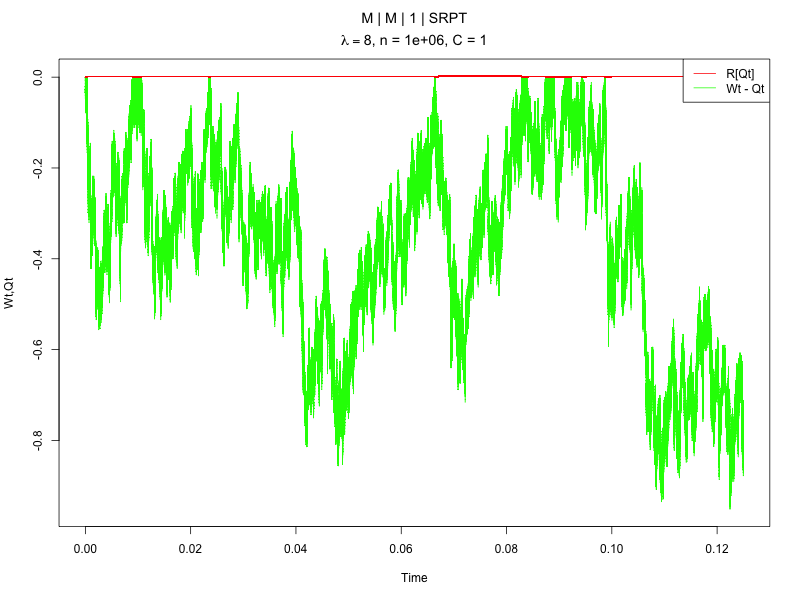 M | M | 1 | SRPT
λ = 8, n = 1e+06, C = 1
R[Qt]
Wt - Qt
0.0
-0.2
-0.4
-0.6
-0.8
Wt,Qt
0.00
0.02
0.04
0.06
0.08
0.10
0.12
Time